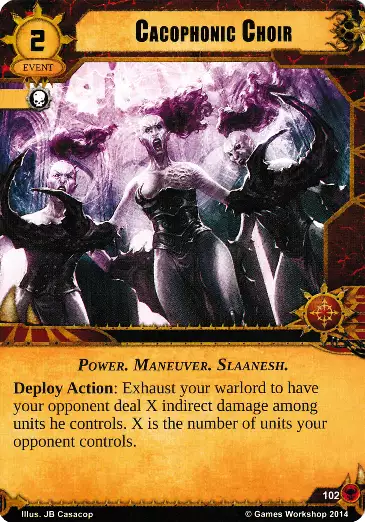 2
CACOPHONIC CHOIR
EVENT
POWER. MANEUVER. SLAANESH.
Deploy Action: Exhaust your warlord to have
your opponent deal X indirect damage among
units he controls. X is the number of units your
opponent controls.
102
Illus. JB Casacop
© Games Workshop 2014